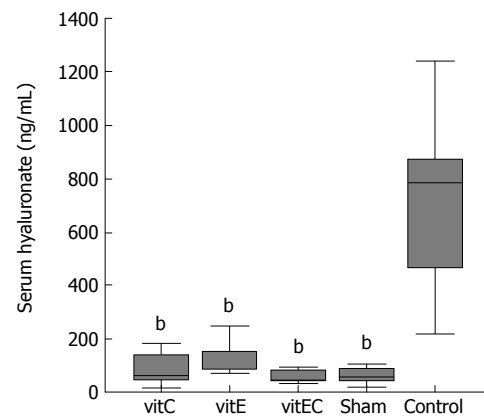 1400
1200
1000
800
600
400
200
0
Serum hyaluronate (ng/mL)
b
b
b
b
vitC vitE vitEC Sham Control